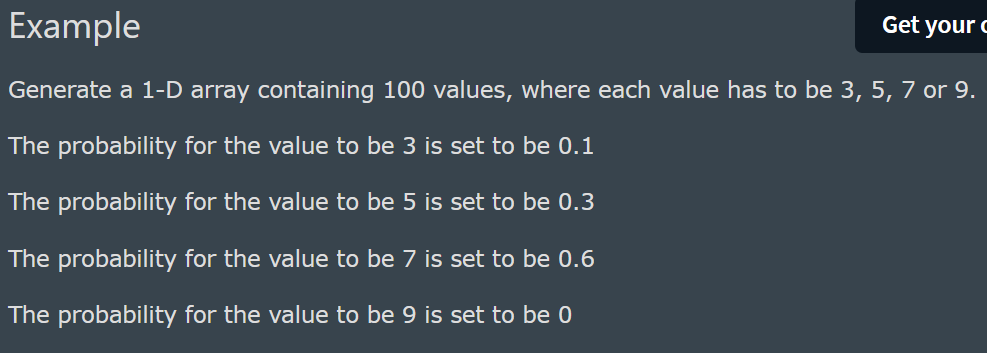 Example
Get your
Generate a 1-D array containing 100 values, where each value has to be 3, 5, 7 or 9.
The probability for the value to be 3 is set to be 0.1
The probability for the value to be 5 is set to be 0.3
The probability for the value to be 7 is set to be 0.6
The probability for the value to be 9 is set to be 0